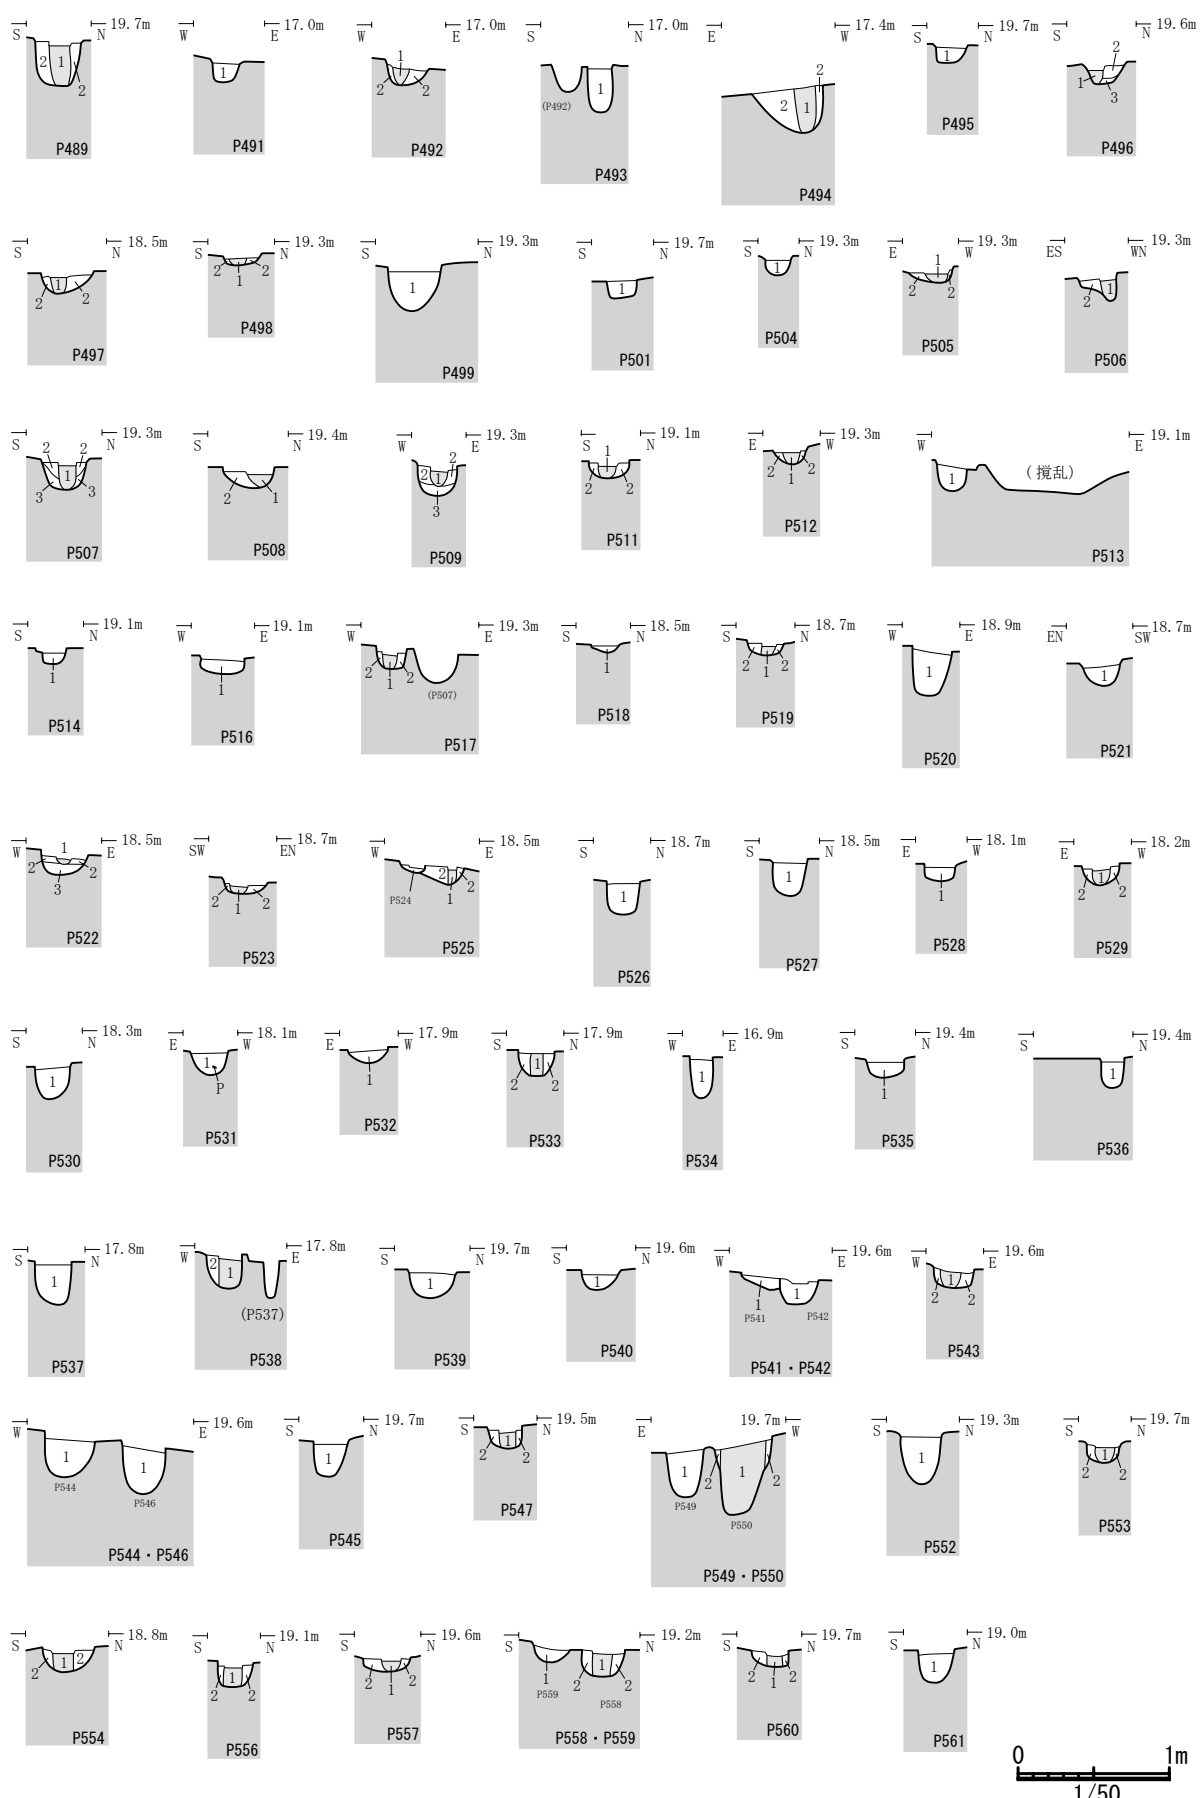 S N 19.7m 2 1 2 P489
W E 17.0m 1 P491
W E 17.0m 1 2 2 P492
S N 17.0m (P492) 1 P493
E W 17.4m 2 2 1 P494
S N 19.7m 1 P495
S N 19.6m 2 1 3 P496
S N 18.5m 1 2 2 P497
S N 19.3m 2 2 1 P498
S N 19.3m 1 P499
S N 19.7m 1 P501
S N 19.3m 1 P504
E W 19.3m 1 2 2 P505
ES WN 19.3m 1 2 P506
S N 19.3m 2 2 1 3 3 P507
S N 19.4m 2 1 P508
W E 19.3m 2 2 1 3 P509
S N 19.1m 1 2 2 P511
E W 19.3m 2 2 1 P512
W E 19.1m 1 (撹乱) P513
S N 19.1m 1 P514
W E 19.1m 1 P516
W E 19.3m 2 1 2 (P507) P517
S N 18.5m 1 P518
S N 18.7m 2 1 2 P519
W E 18.9m 1 P520
EN SW 18.7m 1 P521
W E 18.5m 1 2 2 3 P522
SW EN 18.7m 2 1 2 P523
W E 18.5m 2 2 1 P524 P525
S N 18.7m 1 P526
S N 18.5m 1 P527
E W 18.1m 1 P528
E W 18.2m 1 2 2 P529
S N 18.3m 1 P530
E W 18.1m 1 P P531
E W 17.9m 1 P532
S N 17.9m 1 2 2 P533
W E 16.9m 1 P534
S N 19.4m 1 P535
S N 19.4m 1 P536
S N 17.8m 1 P537
W E 17.8m 2 1 (P537) P538
S N 19.7m 1 P539
S N 19.6m 1 P540
W E 19.6m 1 1 P541 P542 P541・P542
W E 19.6m 1 2 2 P543
W E 19.6m 1 1 P544 P546 P544・P546
S N 19.7m 1 P545
S N 19.5m 1 2 2 P547
E W 19.7m 1 2 1 2 P549 P550 P549・P550
S N 19.3m 1 P552
S N 19.7m 1 2 2 P553
S N 18.8m 1 2 2 P554
S N 19.1m 1 2 2 P556
S N 19.6m 2 1 2 P557
S N 19.2m 1 1 2 2 P559 P558 P558・P559
S N 19.7m 2 1 2 P560
S N 19.0m 1 P561
0 1m
1/50